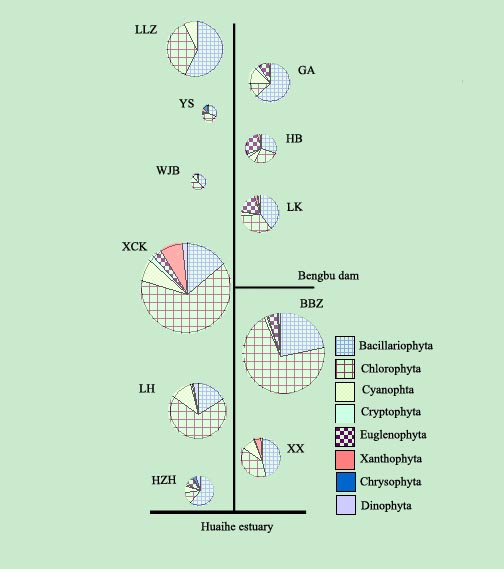 LLZ
GA
YS
HB
WJB
LK
XCK
Bengbu dam
BBZ
Bacillariophyta
Chlorophyta
Cyanophta
Cryptophyta
Euglenophyta
Xanthophyta
Chrysophyta
Dinophyta
LH
XX
HZH
Huaihe estuary